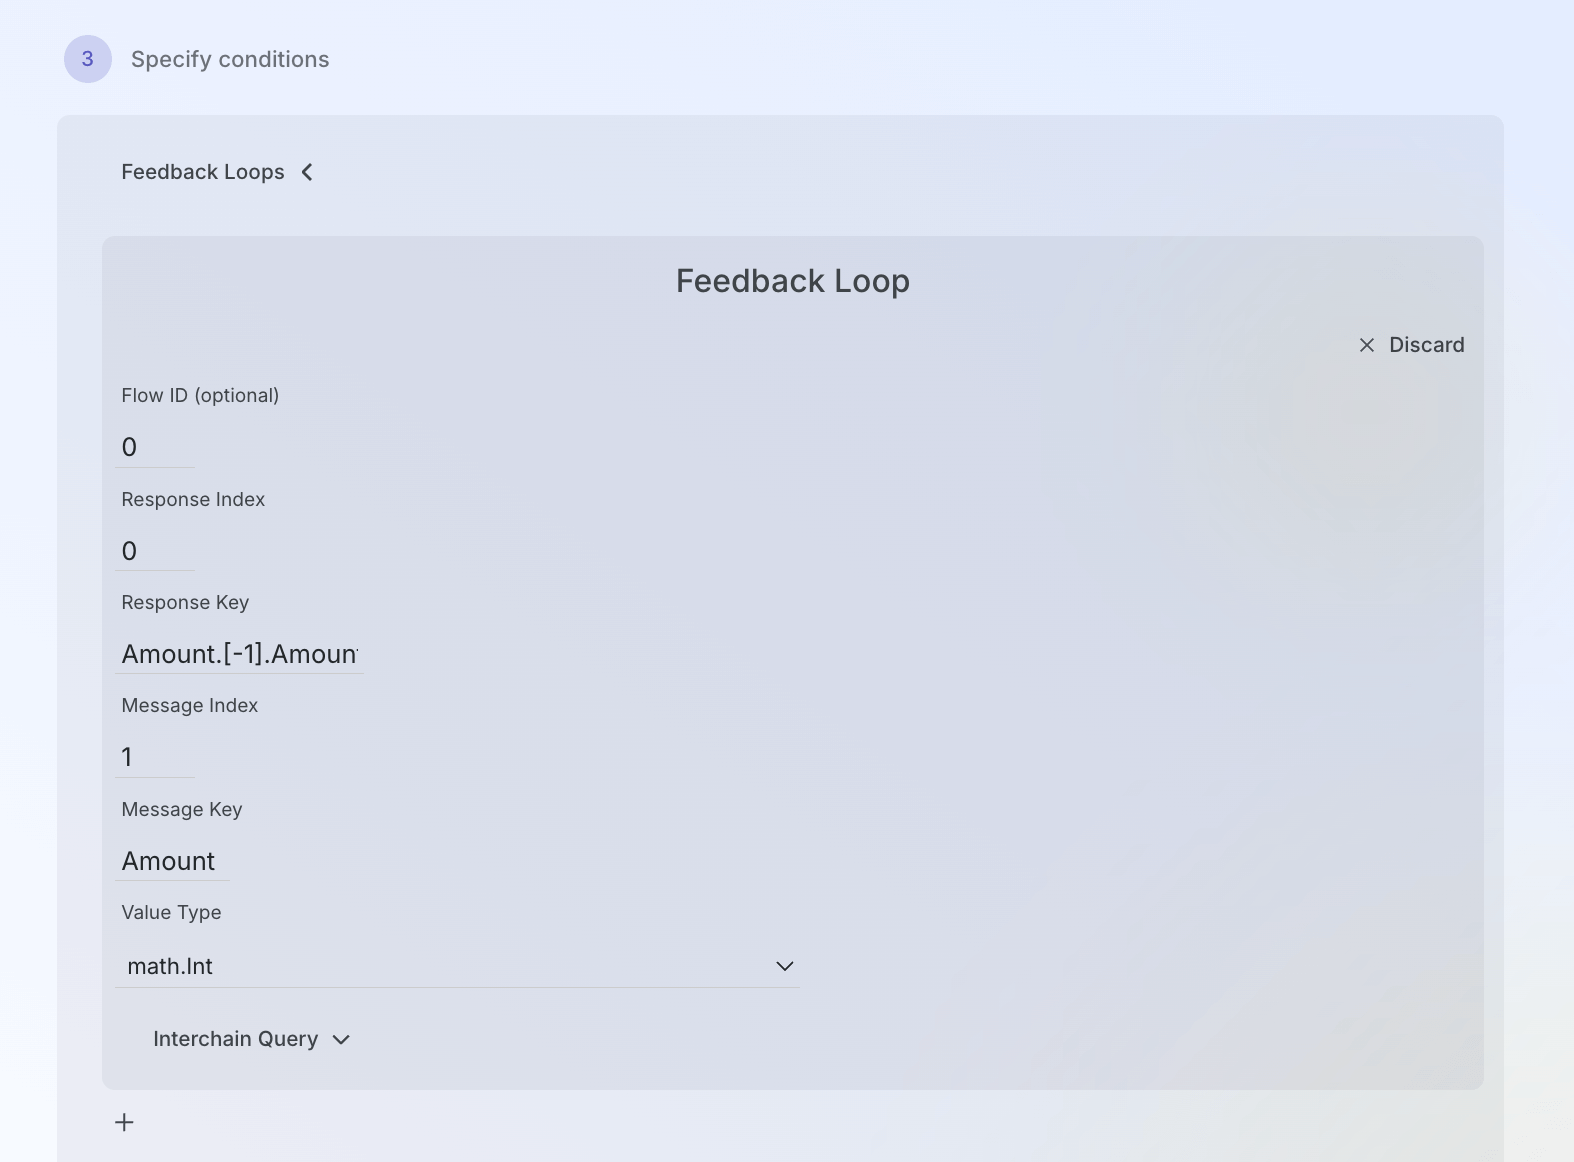 3 Specify conditions
Feedback Loops
Feedback Loop
Discard
Flow ID (optional)
0
Response Index
0
Response Key
Amount.[-1].Amoun
Message Index
1
Message Key
Amount
Value Type
math.Int
Interchain Query